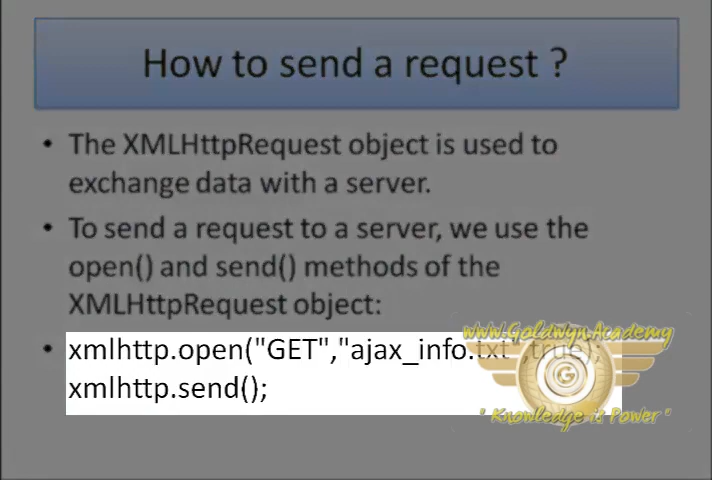 How to send a request ?
• The XMLHttpRequest object is used to
exchange data with a server.
• To send a request to a server, we use the
open() and send() methods of the
XMLHttpRequest object:
• xmlhttp.open("GET","ajax_info.txt",true);
xmlhttp.send();
www.GoldwynAcademy
G
" Knowledge is Power "